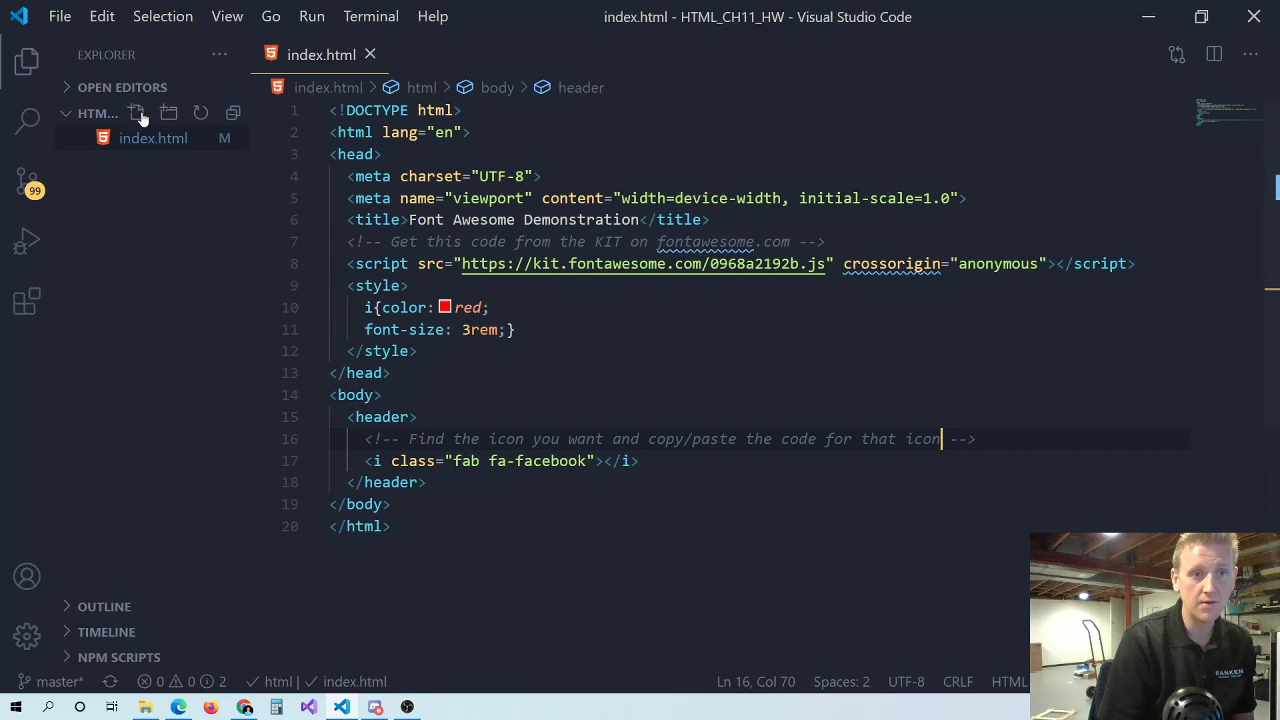 File Edit Selection View Go Run Terminal Help index.html - HTML_CH11_HW - Visual Studio Code
EXPLORER
index.html
OPEN EDITORS
index.html > html > body > header
HTM...
index.html M
99
1 <!DOCTYPE html>
2 <html lang="en">
3 <head>
4 <meta charset="UTF-8">
5 <meta name="viewport" content="width=device-width, initial-scale=1.0">
6 <title>Font Awesome Demonstration</title>
7 <!-- Get this code from the KIT on fontawesome.com -->
8 <script src="https://kit.fontawesome.com/0968a2192b.js" crossorigin="anonymous"></script>
9 <style>
10 i{color: red;
11 font-size: 3rem;}
12 </style>
13 </head>
14 <body>
15 <header>
16 <!-- Find the icon you want and copy/paste the code for that icon -->
17 <i class="fab fa-facebook"></i>
18 </header>
19 </body>
20 </html>
OUTLINE
TIMELINE
NPM SCRIPTS
RANKEN
master* 0 0 2 html | index.html Ln 16, Col 70 Spaces: 2 UTF-8 CRLF HTML